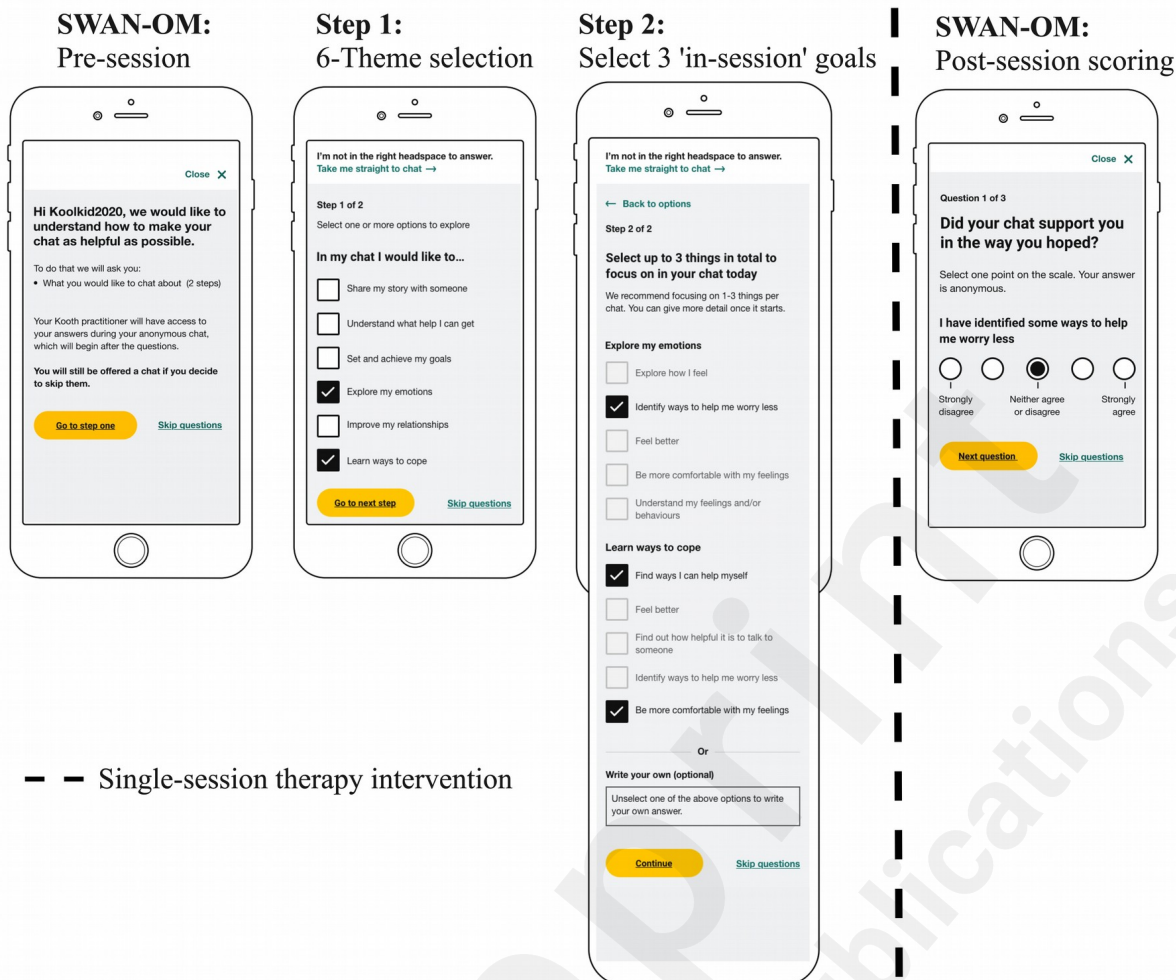 SWAN-OM:
Pre-session
Close X
Hi Koolkid2020, we would like to
understand how to make your
chat as helpful as possible.
To do that we will ask you:
• What you would like to chat about (2 steps)
Your Kooth practitioner will have access to
your answers during your anonymous chat,
which will begin after the questions.
You will still be offered a chat if you decide
to skip them.
Go to step one
Skip questions
Step 1:
6-Theme selection
I'm not in the right headspace to answer.
Take me straight to chat →
Step 1 of 2
Select one or more options to explore
In my chat I would like to...
Share my story with someone
Understand what help I can get
Set and achieve my goals
Explore my emotions
Improve my relationships
Learn ways to cope
Go to next step
Skip questions
Step 2:
Select 3 'in-session' goals
I'm not in the right headspace to answer.
Take me straight to chat →
← Back to options
Step 2 of 2
Select up to 3 things in total to
focus on in your chat today
We recommend focusing on 1-3 things per
chat. You can give more detail once it starts.
Explore my emotions
Explore how I feel
Identify ways to help me worry less
Feel better
Be more comfortable with my feelings
Understand my feelings and/or
behaviours
Learn ways to cope
Find ways I can help myself
Feel better
Find out how helpful it is to talk to
someone
Identify ways to help me worry less
Be more comfortable with my feelings
Or
Write your own (optional)
Unselect one of the above options to write
your own answer.
Continue
Skip questions
SWAN-OM:
Post-session scoring
Close X
Question 1 of 3
Did your chat support you
in the way you hoped?
Select one point on the scale. Your answer
is anonymous.
I have identified some ways to help
me worry less
Strongly
disagree
Neither agree
or disagree
Strongly
agree
Next question
Skip questions
Single-session therapy intervention